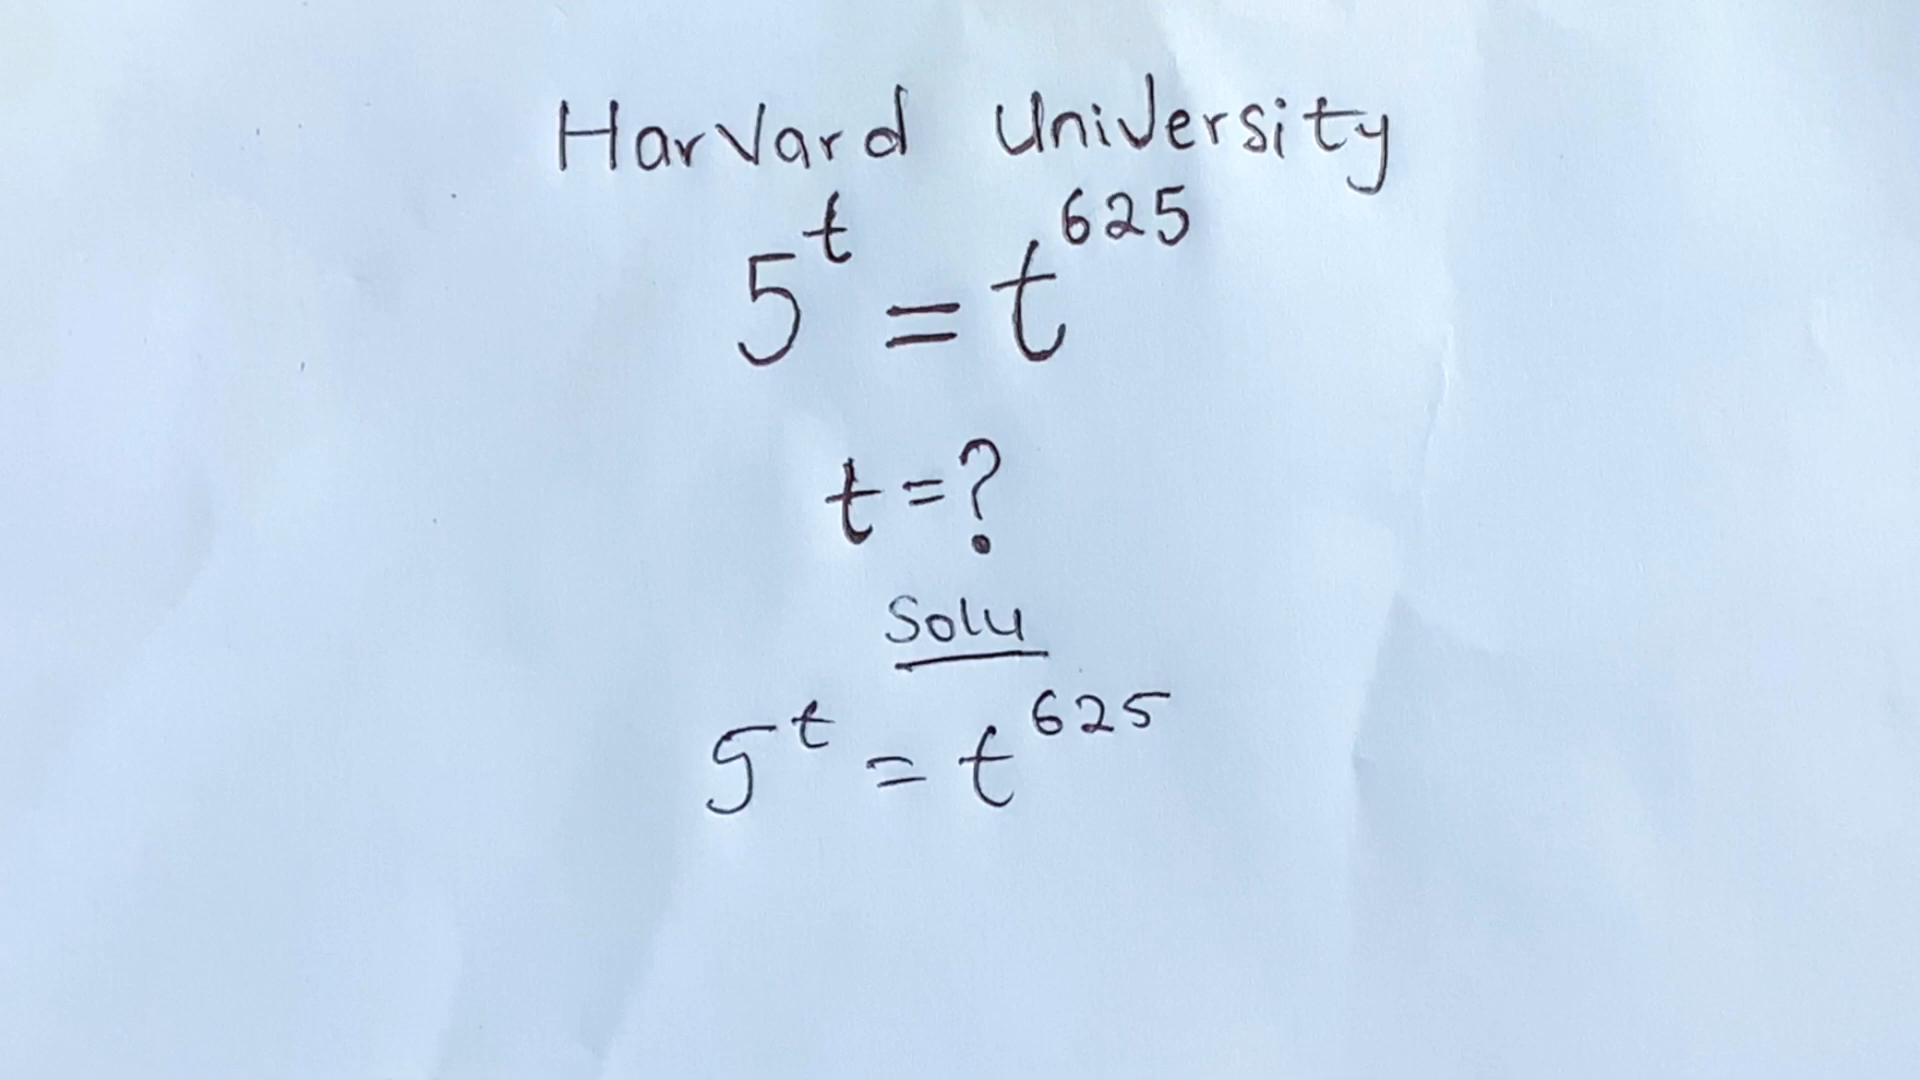 Harvard University
5^t = t^625
t = ?
Solu
5^t = t^625